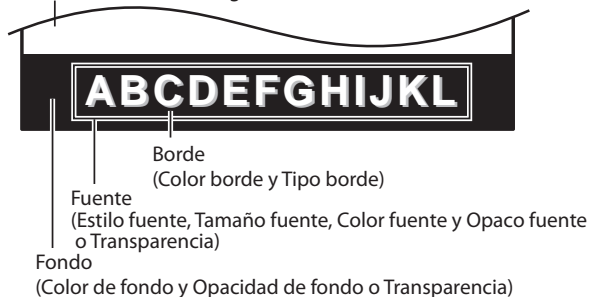 ABCDEFGHIJKL
Borde
(Color borde y Tipo borde)
Fuente
(Estilo fuente, Tamaño fuente, Color fuente y Opaco fuente
o Transparencia)
Fondo
(Color de fondo y Opacidad de fondo o Transparencia)